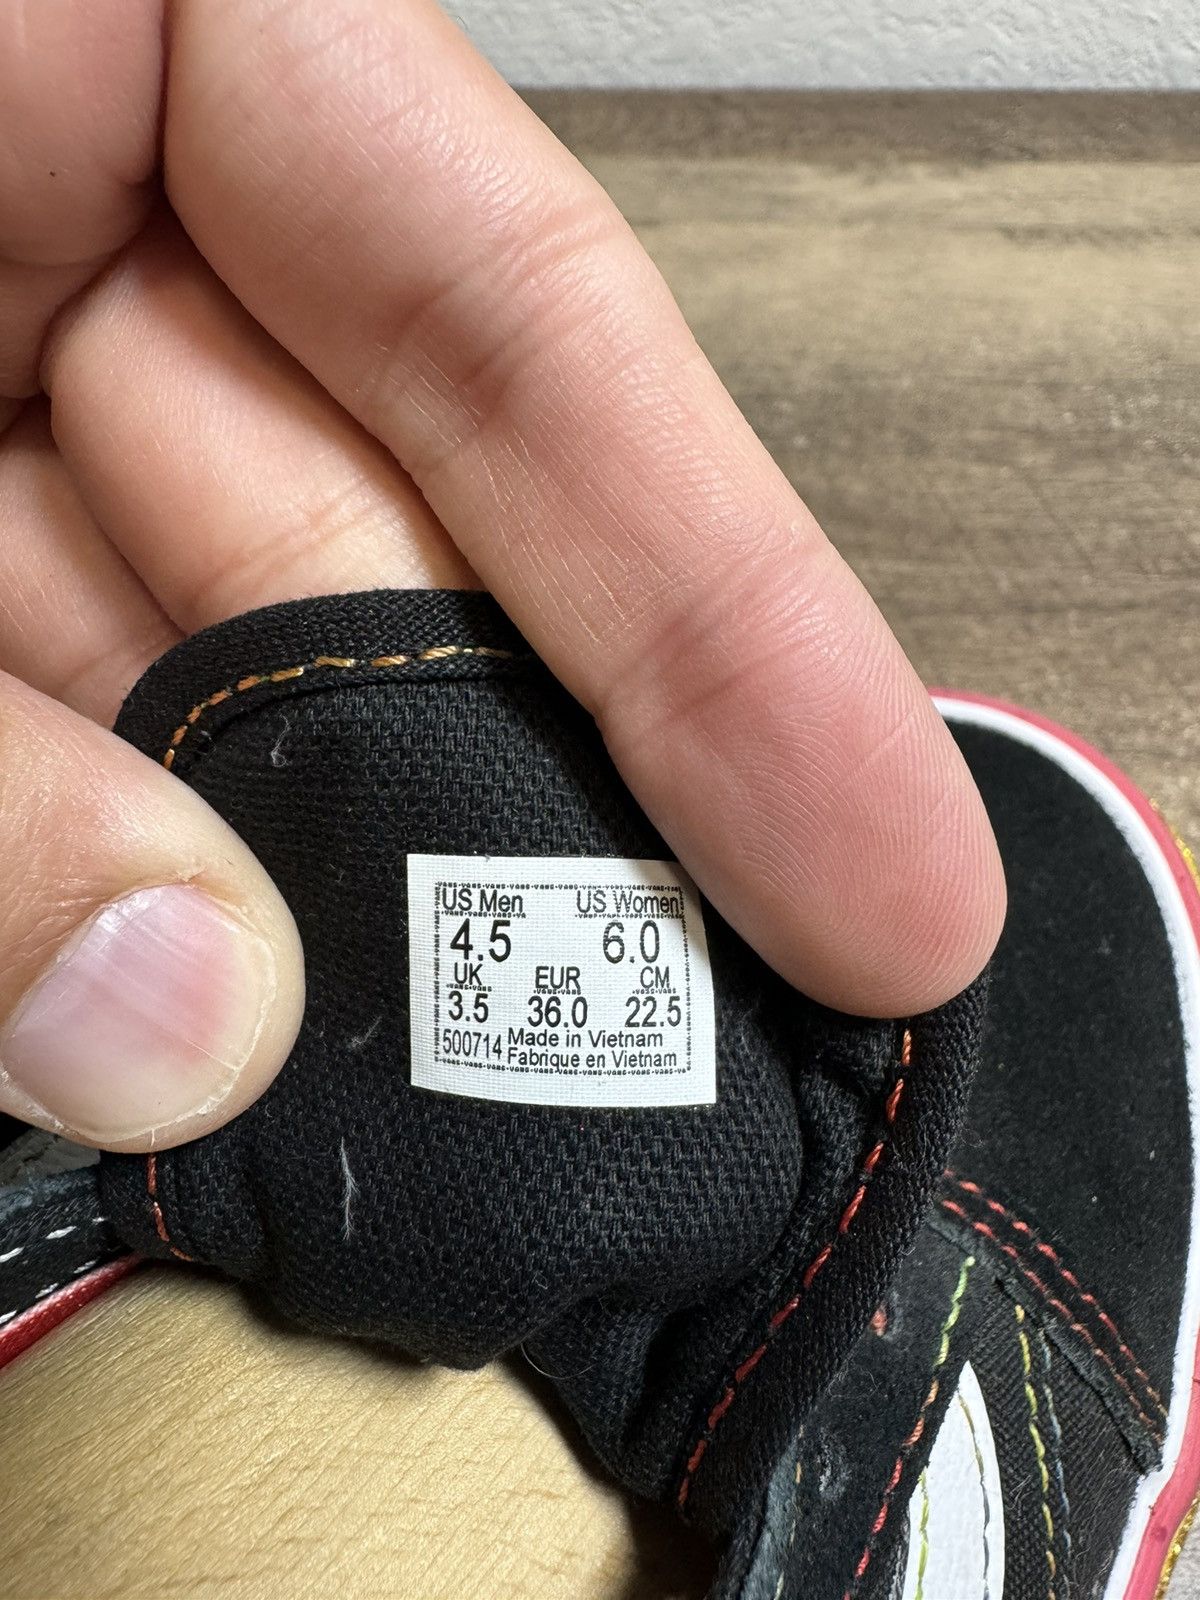 US Men US Women
4.5 6.0
UK EUR CM
3.5 36.0 22.5
500714 Made in Vietnam
Fabrique en Vietnam